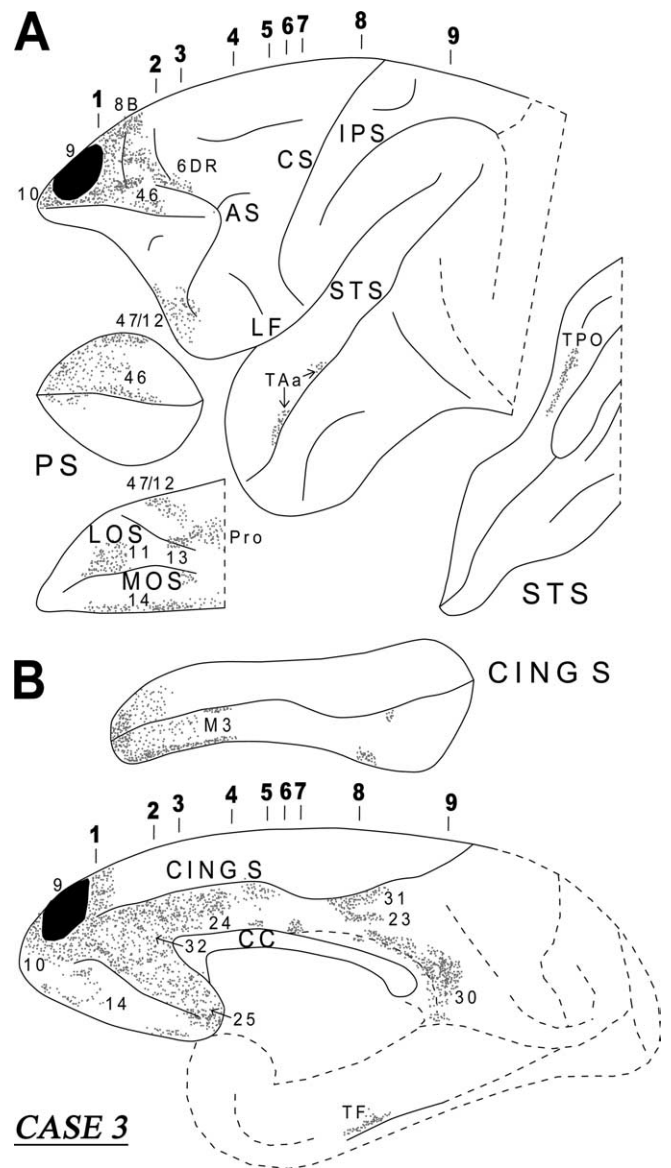 A
1 2 3 4 5 6 7 8 9
8B
9
10
6DR
46
AS
CS
IPS
STS
LF
47/12
46
TAa
TPO
PS
47/12
LOS
11
13
Pro
MOS
14
STS
B
CING S
M3
1 2 3 4 5 6 7 8 9
CING S
9
31
24
23
CC
32
10
14
30
25
TF
CASE 3